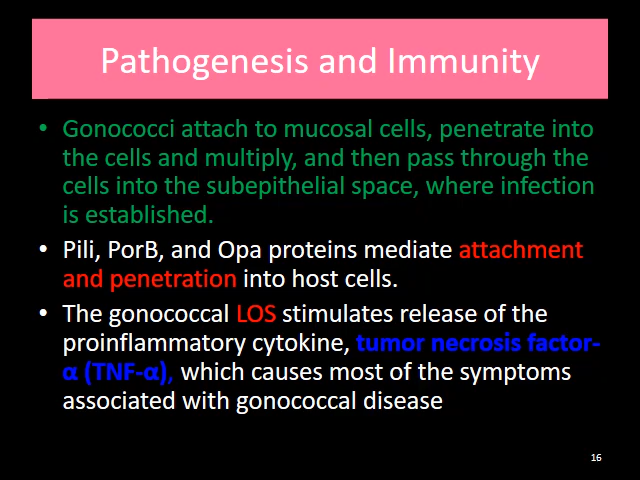 Pathogenesis and Immunity
• Gonococci attach to mucosal cells, penetrate into
the cells and multiply, and then pass through the
cells into the subepithelial space, where infection
is established.
• Pili, PorB, and Opa proteins mediate attachment
and penetration into host cells.
• The gonococcal LOS stimulates release of the
proinflammatory cytokine, tumor necrosis factor-
α (TNF-α), which causes most of the symptoms
associated with gonococcal disease
16